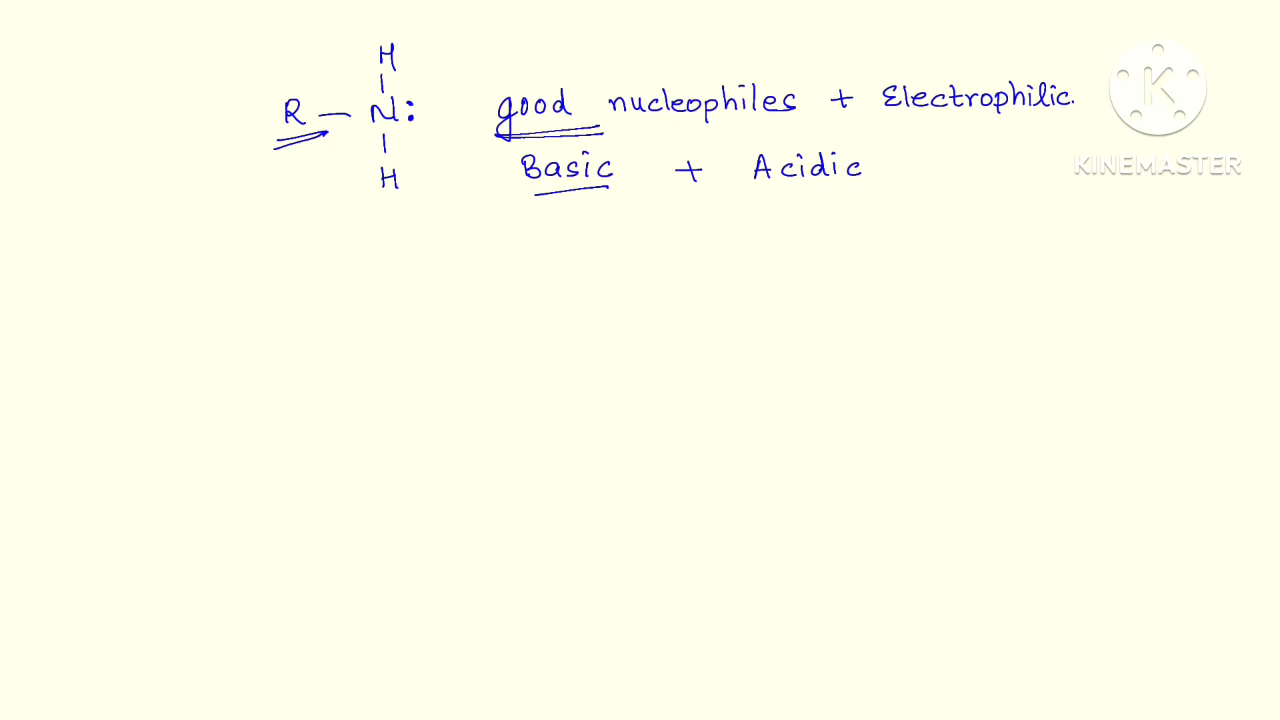 H
R — N: good nucleophiles + Electrophilic.
H
Basic + Acidic
KINEMASTER